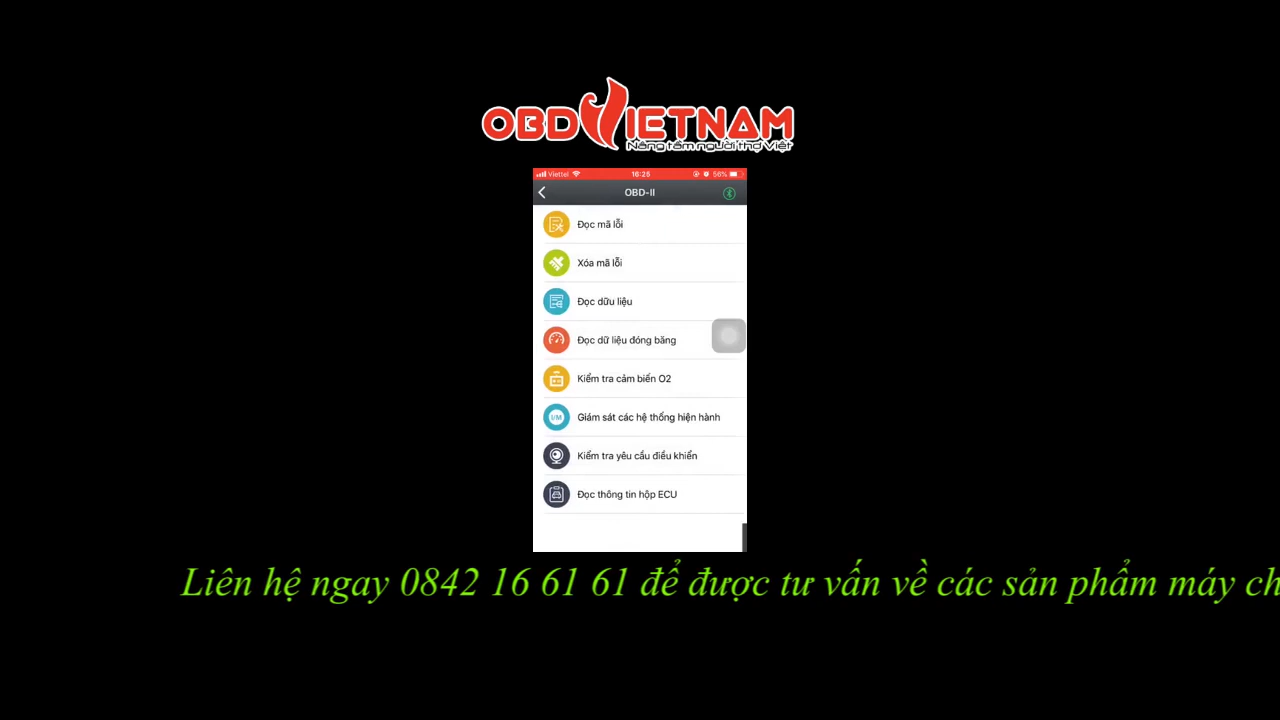 OBD VIETNAM
Nâng tầm người thợ Việt
Viettel 16:25 56%
OBD-II
Đọc mã lỗi
Xóa mã lỗi
Đọc dữu liệu
Đọc dữ liệu đóng băng
Kiểm tra cảm biến O2
I/M Giám sát các hệ thống hiện hành
Kiểm tra yêu cầu điều khiển
Đọc thông tin hộp ECU
Liên hệ ngay 0842 16 61 61 để được tư vấn về các sản phẩm máy ch